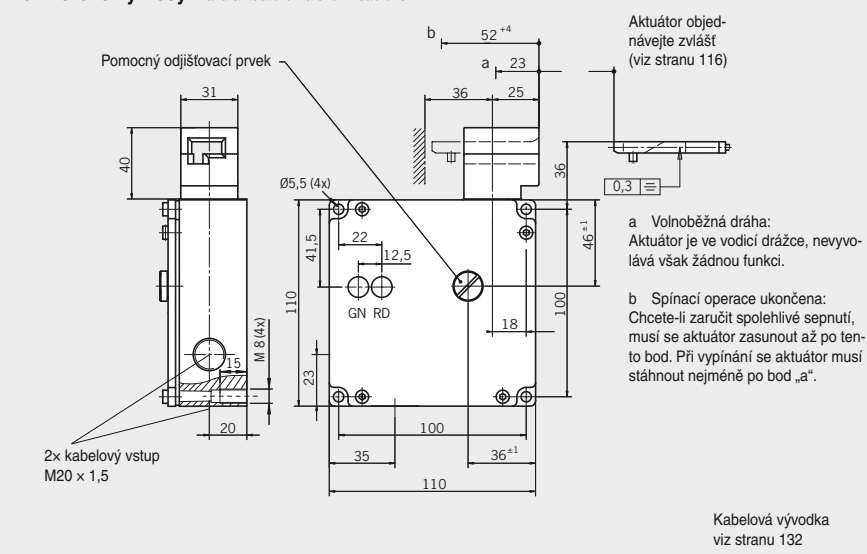 b
52 +4
a
23
Aktuátor objed-
návejte zvlášť
(viz stranu 116)
Pomocný odjišťovací prvek
31
36
25
40
36
Ø5,5 (4x)
0,3
22
12,5
41,5
46 ±1
a Volnoběžná dráha:
Aktuátor je ve vodicí drážce, nevyvo-
lává však žádnou funkci.
110
GN RD
100
b Spínací operace ukončena:
Chcete-li zaručit spolehlivé sepnutí,
musí se aktuátor zasunout až po ten-
to bod. Při vypínání se aktuátor musí
stáhnout nejméně po bod „a“.
M 8 (4x)
18
15
23
20
100
35
36 ±1
110
2× kabelový vstup
M20 × 1,5
Kabelová vývodka
viz stranu 132